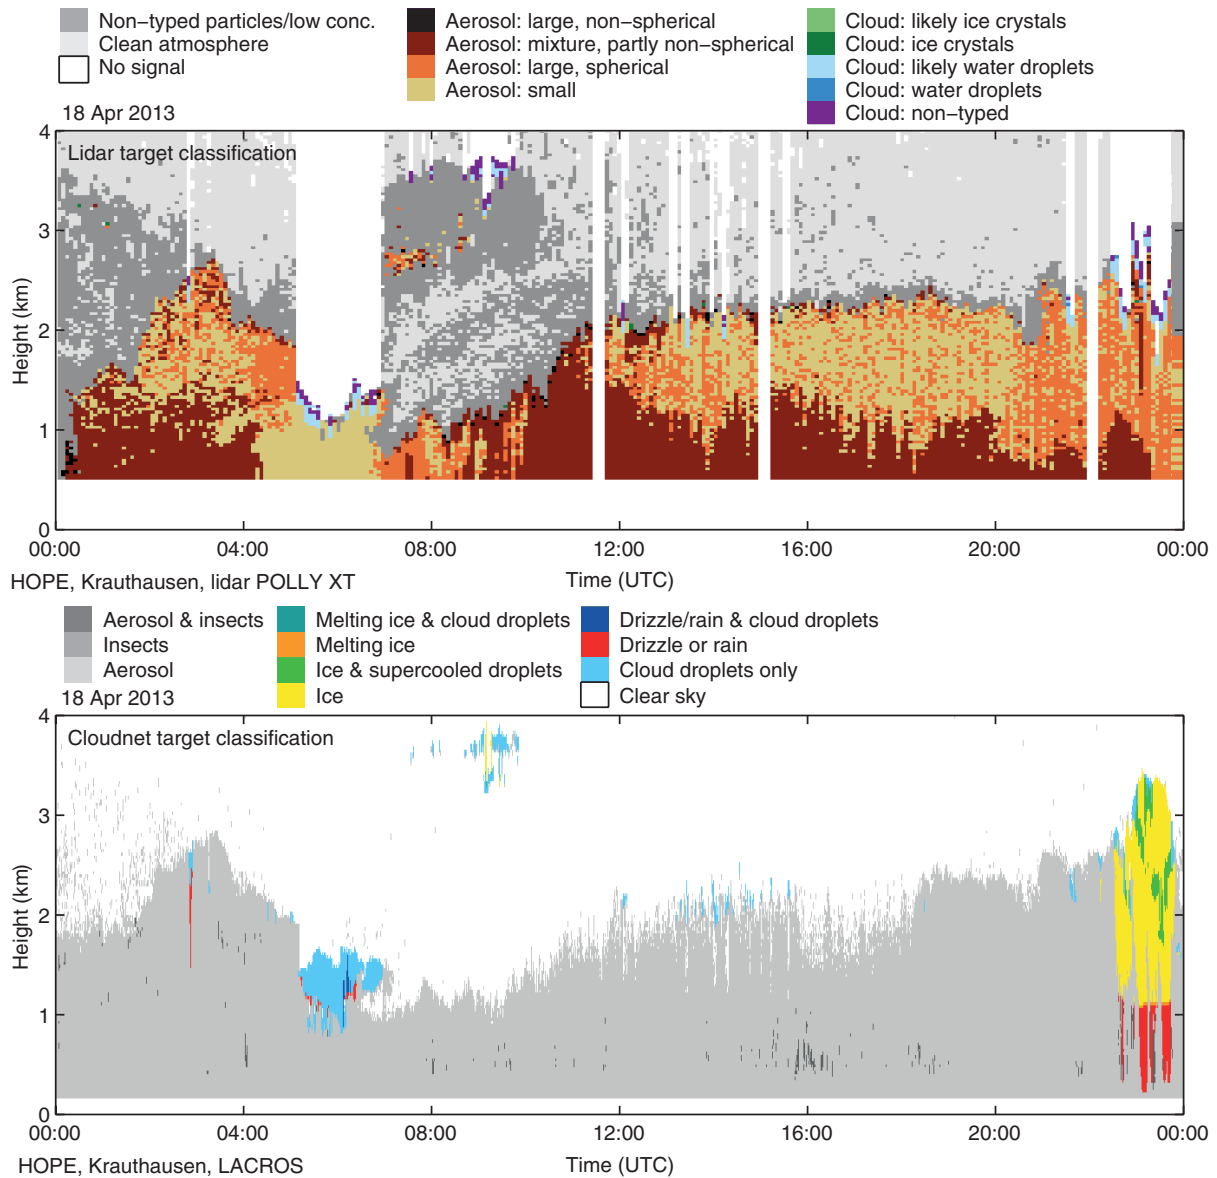 Non−typed particles/low conc.
Clean atmosphere
No signal
Aerosol: large, non−spherical
Aerosol: mixture, partly non−spherical
Aerosol: large, spherical
Aerosol: small
Cloud: likely ice crystals
Cloud: ice crystals
Cloud: likely water droplets
Cloud: water droplets
Cloud: non−typed
18 Apr 2013
Lidar target classification
Height (km)
4
3
2
1
0
00:00 04:00 08:00 12:00 16:00 20:00 00:00
HOPE, Krauthausen, lidar POLLY XT
Time (UTC)
Aerosol & insects
Insects
Aerosol
Melting ice & cloud droplets
Melting ice
Ice & supercooled droplets
Ice
Drizzle/rain & cloud droplets
Drizzle or rain
Cloud droplets only
Clear sky
18 Apr 2013
Cloudnet target classification
Height (km)
4
3
2
1
0
00:00 04:00 08:00 12:00 16:00 20:00 00:00
HOPE, Krauthausen, LACROS
Time (UTC)